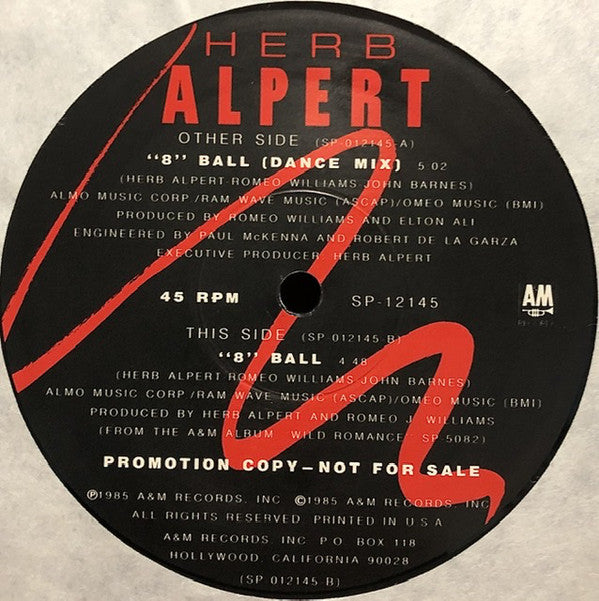 HERB
ALPERT
OTHER SIDE (SP-012145-A)
"8" BALL (DANCE MIX) 5:02
(HERB ALPERT ROMEO WILLIAMS JOHN BARNES)
ALMO MUSIC CORP /RAM WAVE MUSIC (ASCAP)/OMEO MUSIC (BMI)
PRODUCED BY ROMEO WILLIAMS AND ELTON ALI
ENGINEERED BY PAUL McKENNA AND ROBERT DE LA GARZA
EXECUTIVE PRODUCER: HERB ALPERT
45 RPM SP-12145
AM
THIS SIDE (SP-012145-B)
"8" BALL 4:48
(HERB ALPERT ROMEO WILLIAMS JOHN BARNES)
ALMO MUSIC CORP /RAM WAVE MUSIC (ASCAP)/OMEO MUSIC (BMI)
PRODUCED BY HERB ALPERT AND ROMEO J. WILLIAMS
(FROM THE A&M ALBUM "WILD ROMANCE" SP-5082)
PROMOTION COPY—NOT FOR SALE
℗1985 A&M RECORDS, INC ©1985 A&M RECORDS, INC
ALL RIGHTS RESERVED PRINTED IN U S A
A&M RECORDS, INC P.O. BOX 118
HOLLYWOOD, CALIFORNIA 90028
(SP 012145-B)